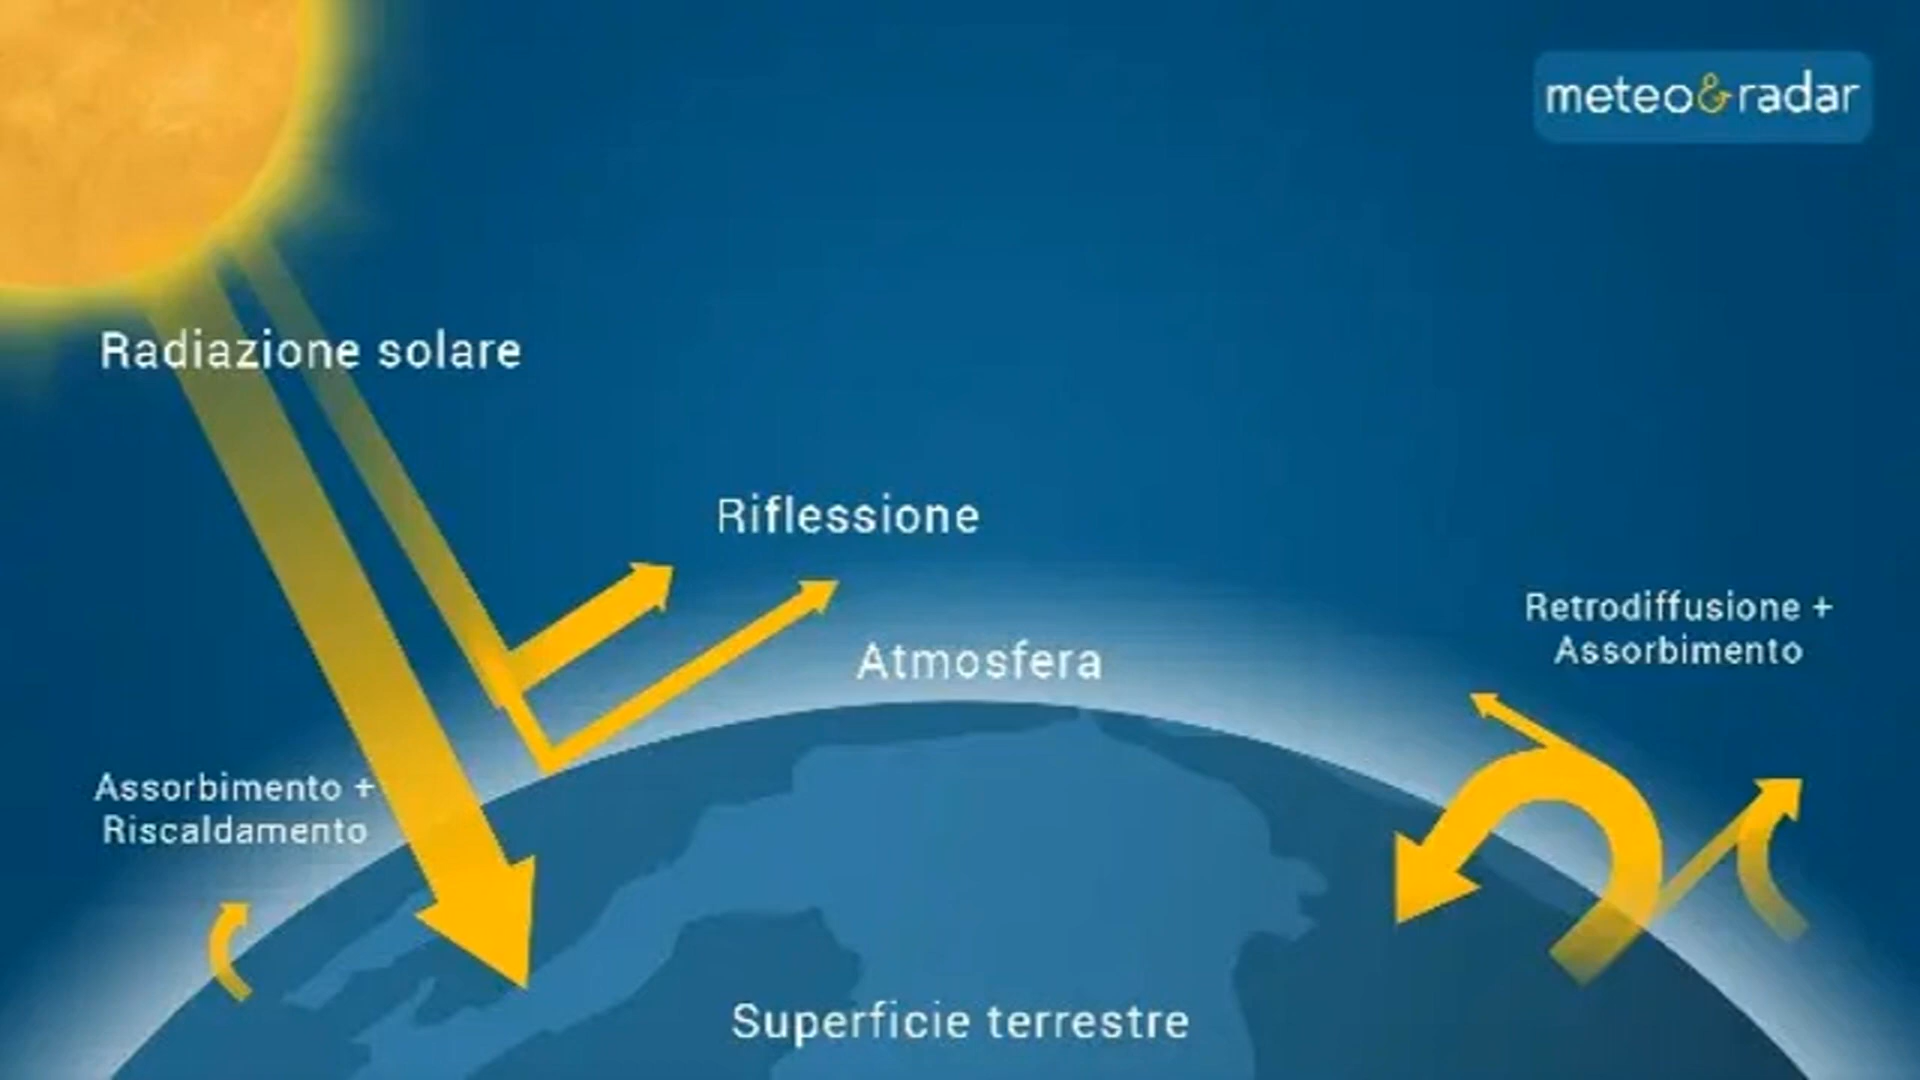 meteo&radar
Radiazione solare
Riflessione
Atmosfera
Retrodiffusione +
Assorbimento
Assorbimento +
Riscaldamento
Superficie terrestre